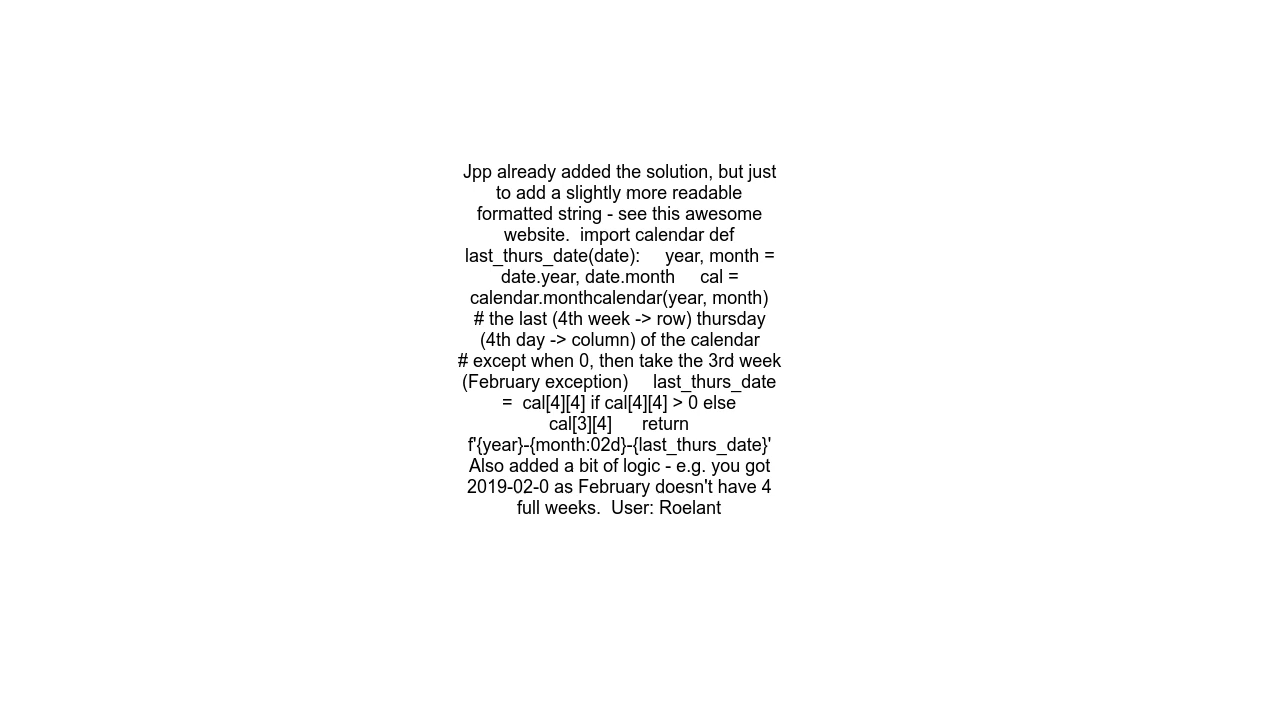 Jpp already added the solution, but just
to add a slightly more readable
formatted string - see this awesome
website.  import calendar def
last_thurs_date(date):     year, month =
date.year, date.month     cal =
calendar.monthcalendar(year, month)
# the last (4th week -> row) thursday
(4th day -> column) of the calendar
# except when 0, then take the 3rd week
(February exception)     last_thurs_date
=  cal[4][4] if cal[4][4] > 0 else
cal[3][4]      return
f'{year}-{month:02d}-{last_thurs_date}'
Also added a bit of logic - e.g. you got
2019-02-0 as February doesn't have 4
full weeks.  User: Roelant